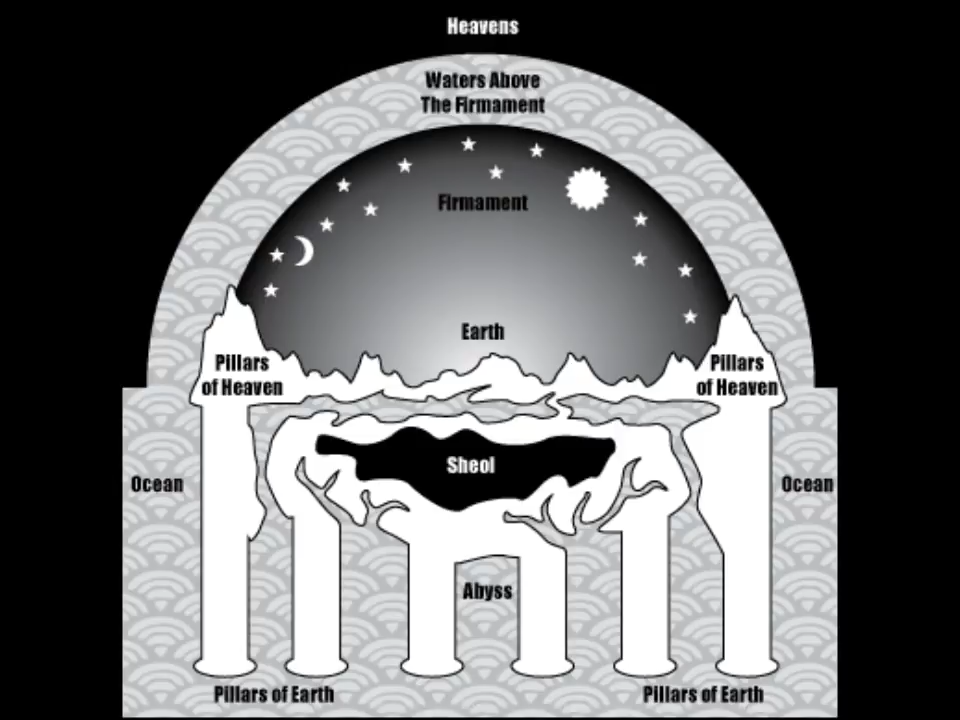 Heavens
Waters Above
The Firmament
Firmament
Earth
Pillars
of Heaven
Pillars
of Heaven
Sheol
Ocean
Ocean
Abyss
Pillars of Earth
Pillars of Earth